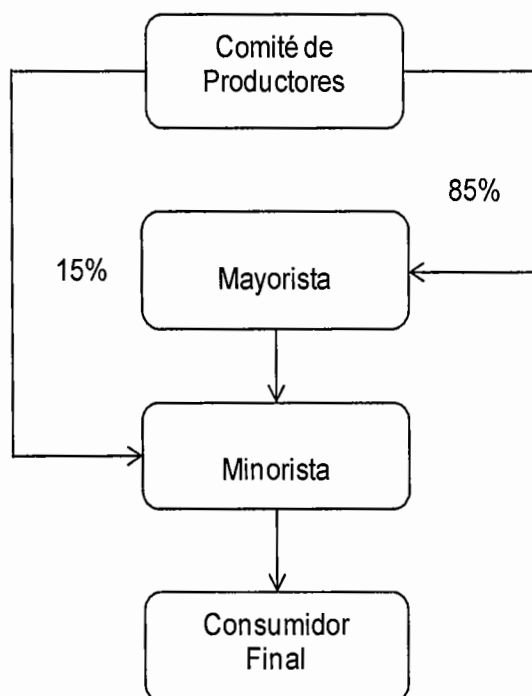 Comité de
Productores
85%
15%
Mayorista
Minorista
Consumidor
Final